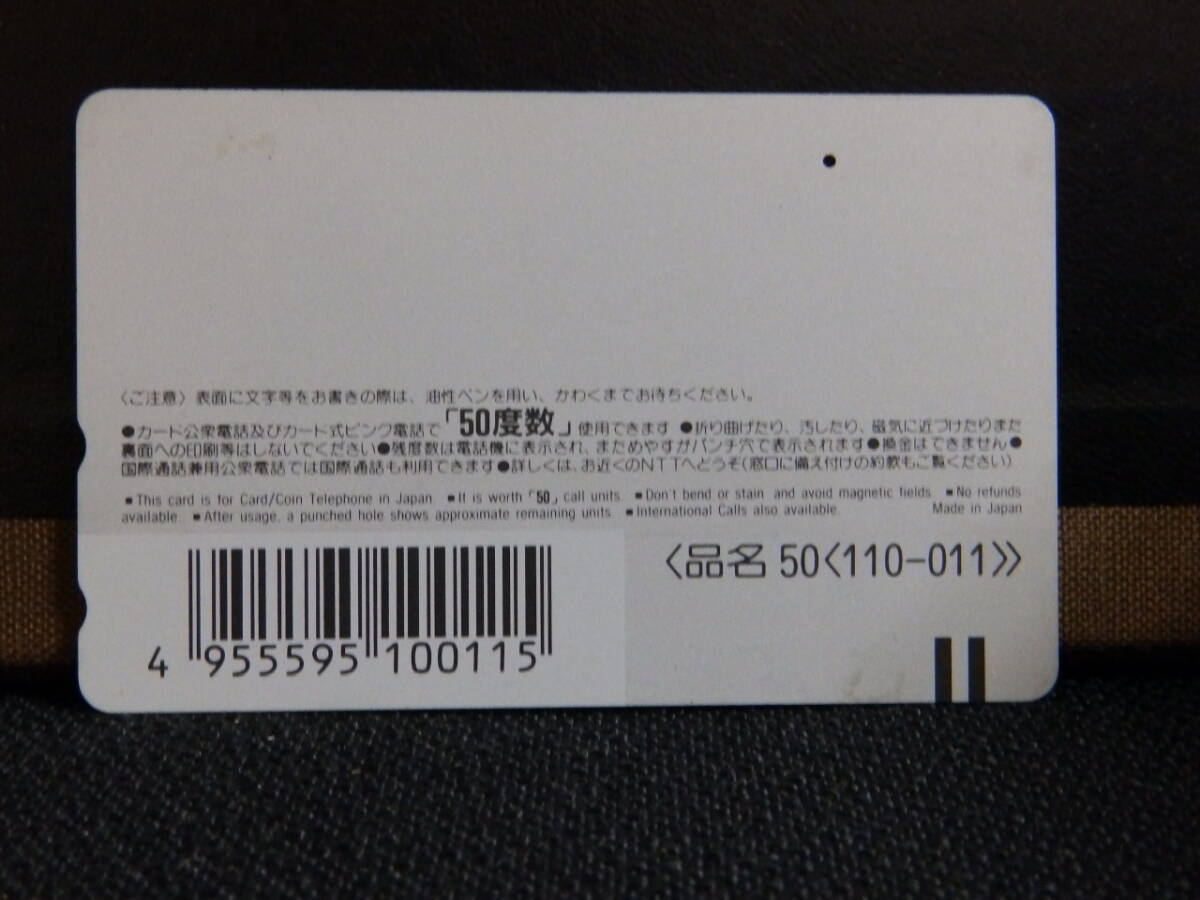 〈ご注意〉表面に文字等をお書きの際は、油性ペンを用い、かわくまでお待ちください。
●カード公衆電話及びカード式ピンク電話で「50度数」使用できます ●折り曲げたり、汚したり、磁気に近づけたりまた
裏面への印刷等はしないでください●残度数は電話機に表示され、まためやすがパンチ穴で表示されます●換金はできません●
国際通話兼用公衆電話では国際通話も利用できます●詳しくは、お近くのNTTへどうぞ(窓口に備え付けの約款もご覧ください)
■This card is for Card/Coin Telephone in Japan. ■It is worth「50」call units. ■Don't bend or stain and avoid magnetic fields. ■No refunds
available. ■After usage, a punched hole shows approximate remaining units. ■International Calls also available. Made in Japan
〈品名 50〈110-011〉〉
4 955595 100115